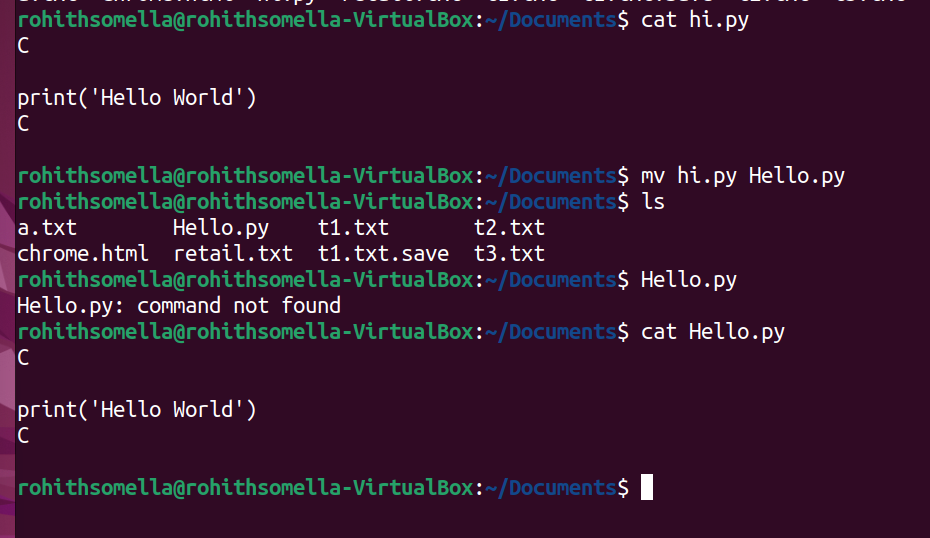 rohithsomella@rohithsomella-VirtualBox:~/Documents$ cat hi.py
C
print('Hello World')
C
rohithsomella@rohithsomella-VirtualBox:~/Documents$ mv hi.py Hello.py
rohithsomella@rohithsomella-VirtualBox:~/Documents$ ls
a.txt Hello.py t1.txt t2.txt
chrome.html retail.txt t1.txt.save t3.txt
rohithsomella@rohithsomella-VirtualBox:~/Documents$ Hello.py
Hello.py: command not found
rohithsomella@rohithsomella-VirtualBox:~/Documents$ cat Hello.py
C
print('Hello World')
C
rohithsomella@rohithsomella-VirtualBox:~/Documents$